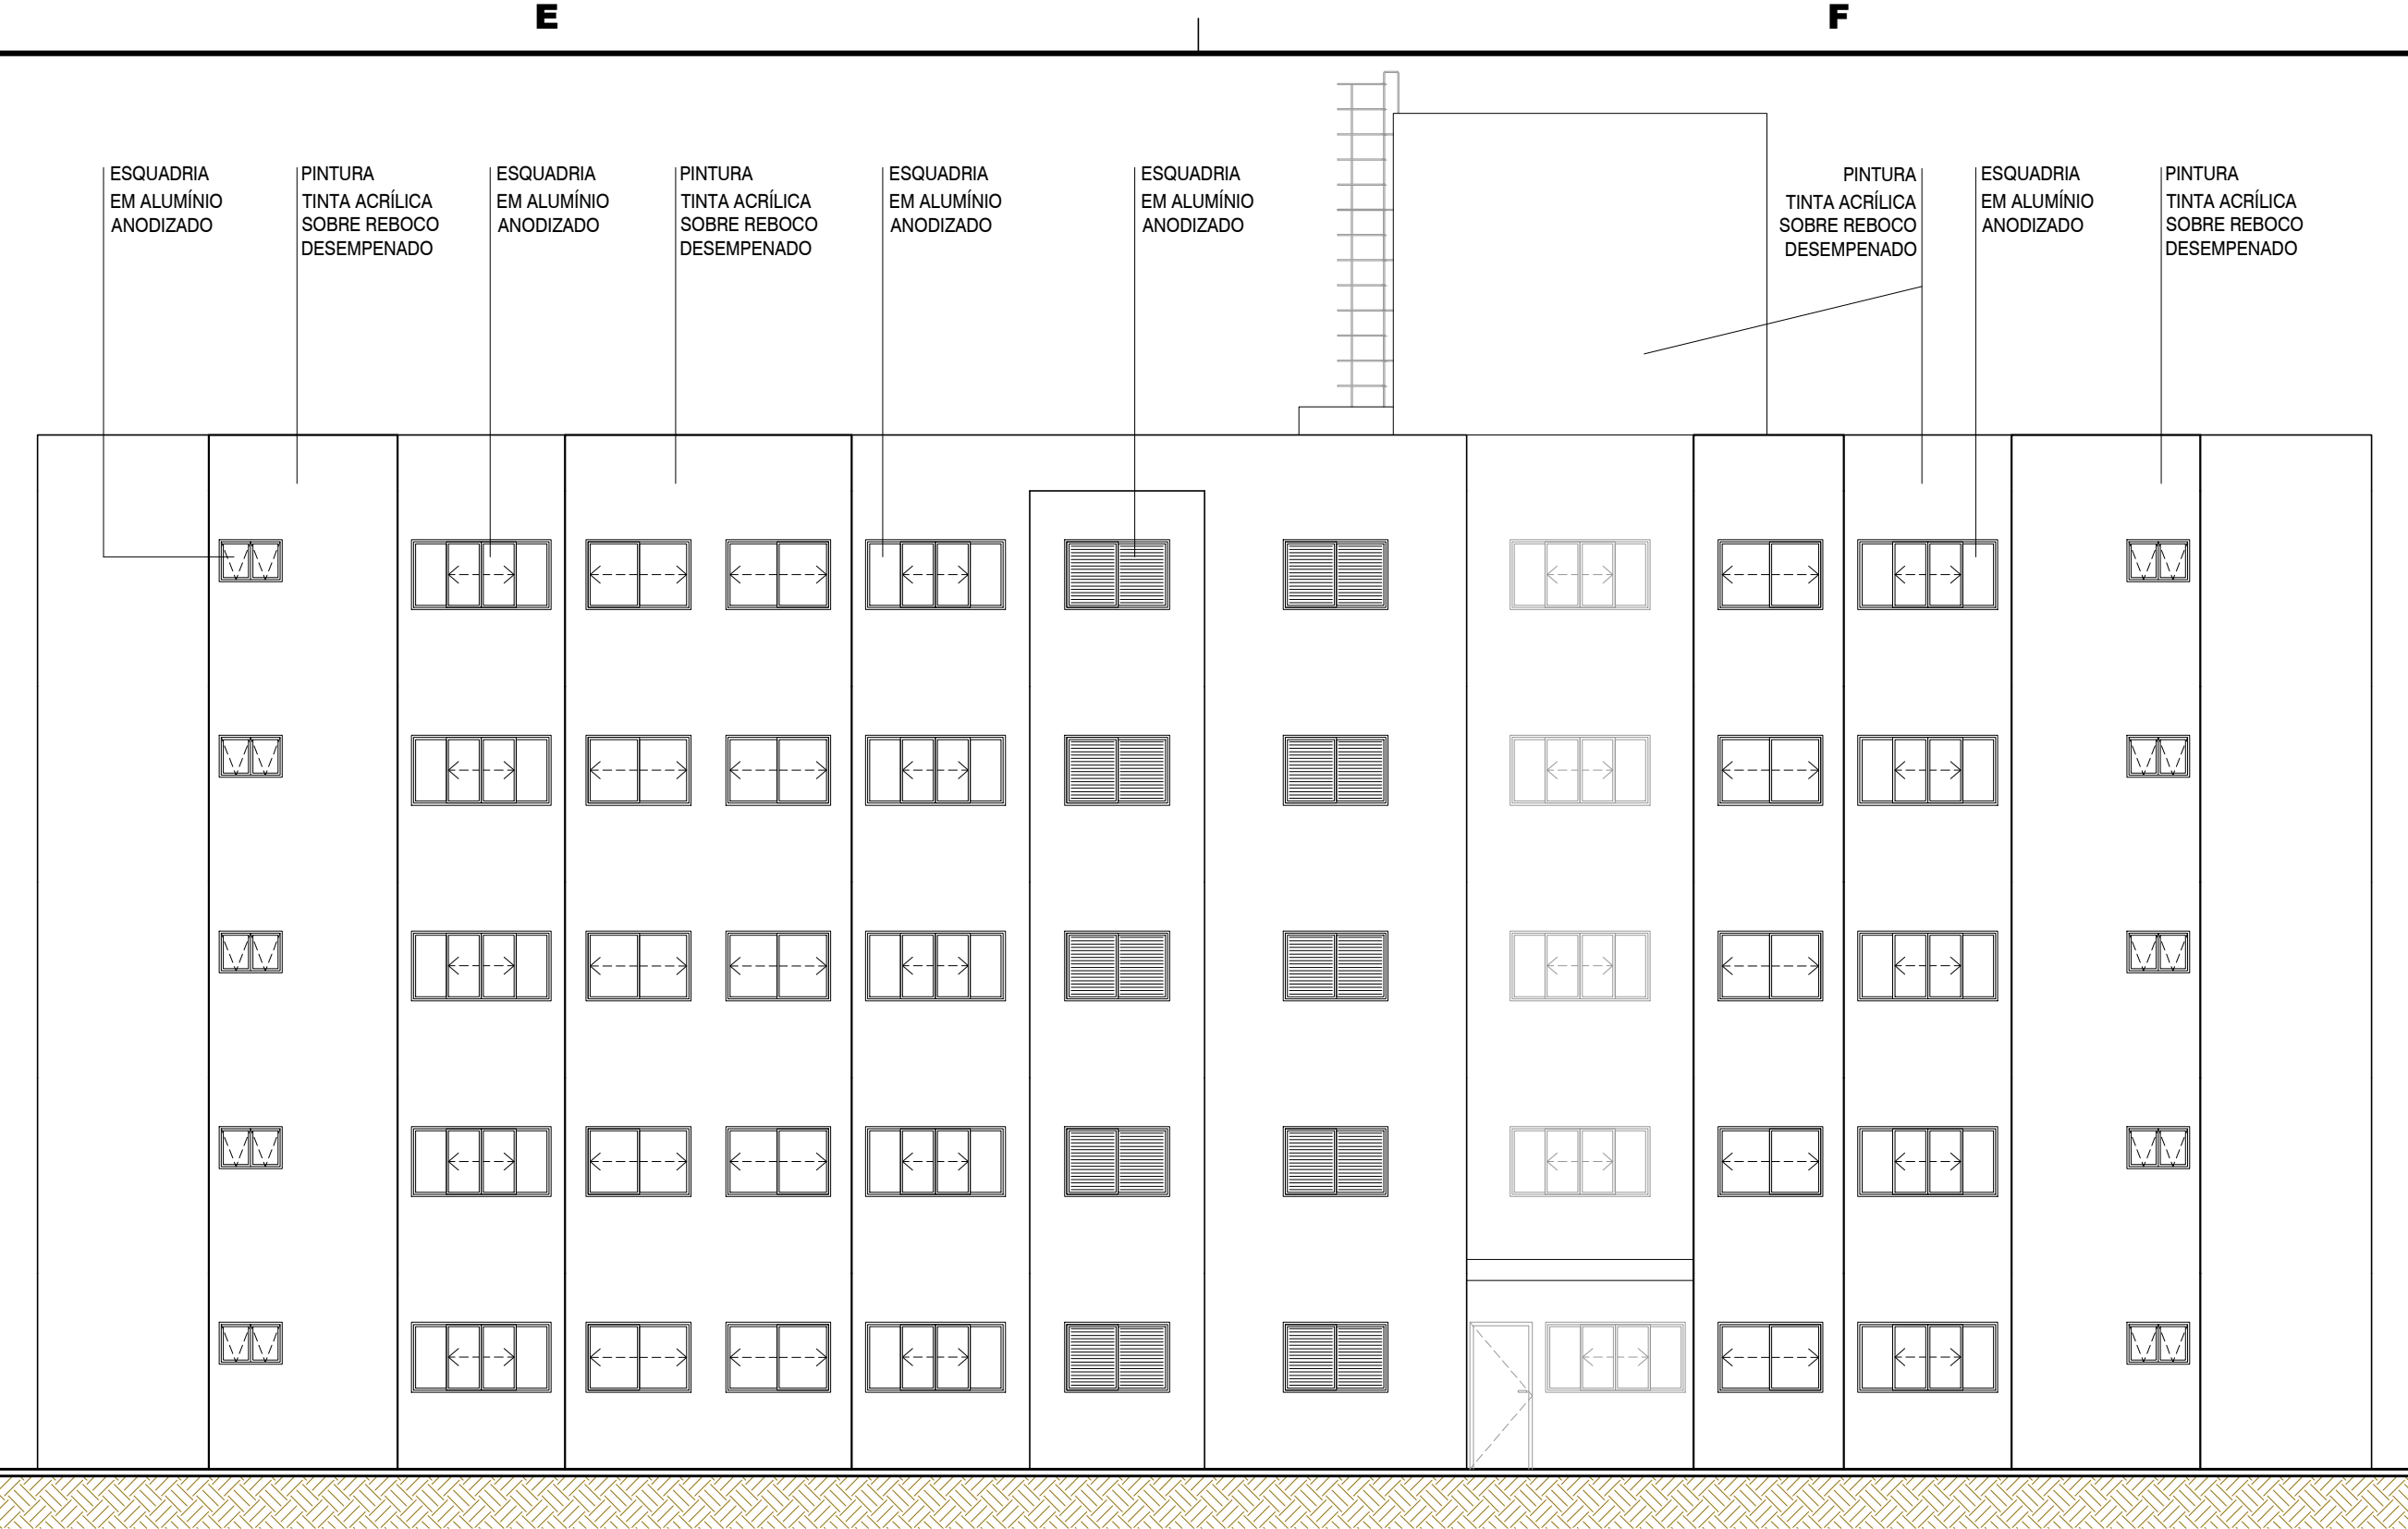 E
F
ESQUADRIA
EM ALUMÍNIO
ANODIZADO
PINTURA
TINTA ACRÍLICA
SOBRE REBOCO
DESEMPENADO
ESQUADRIA
EM ALUMÍNIO
ANODIZADO
PINTURA
TINTA ACRÍLICA
SOBRE REBOCO
DESEMPENADO
ESQUADRIA
EM ALUMÍNIO
ANODIZADO
ESQUADRIA
EM ALUMÍNIO
ANODIZADO
PINTURA
TINTA ACRÍLICA
SOBRE REBOCO
DESEMPENADO
ESQUADRIA
EM ALUMÍNIO
ANODIZADO
PINTURA
TINTA ACRÍLICA
SOBRE REBOCO
DESEMPENADO